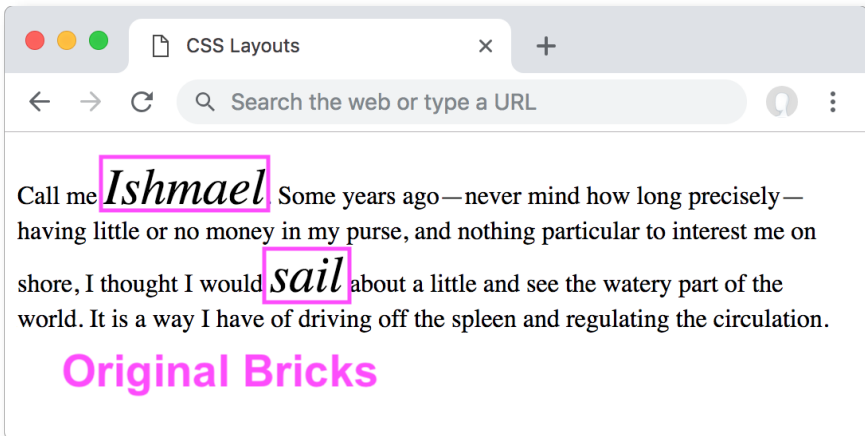 CSS Layouts
Search the web or type a URL
Call me Ishmael. Some years ago—never mind how long precisely—
having little or no money in my purse, and nothing particular to interest me on
shore, I thought I would sail about a little and see the watery part of the
world. It is a way I have of driving off the spleen and regulating the circulation.
Original Bricks